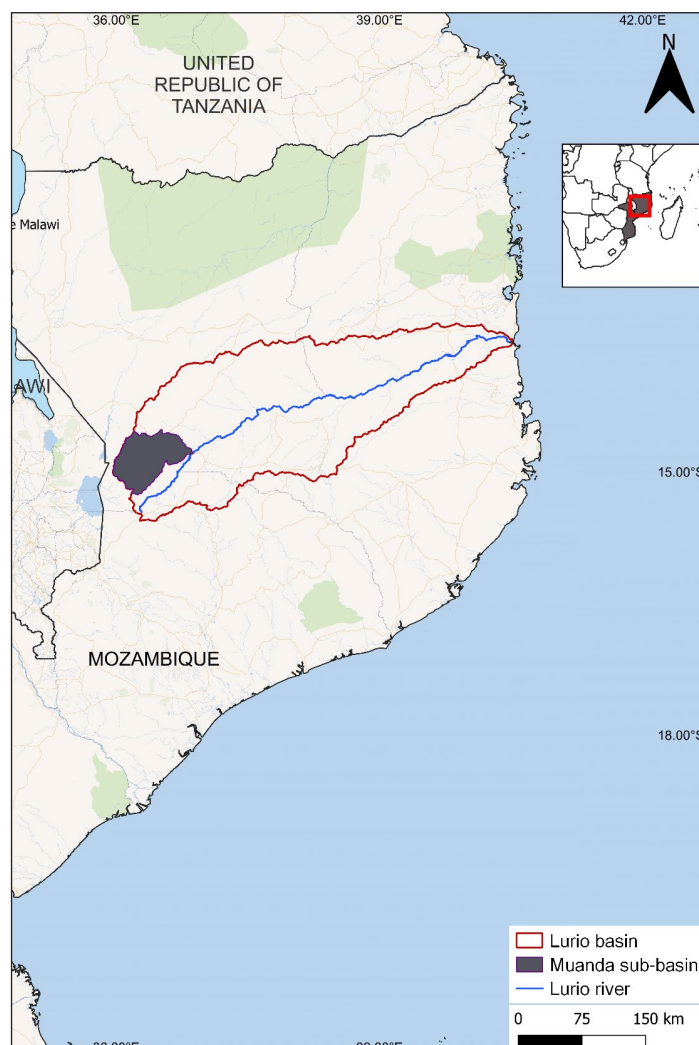 36.00°E
39.00°E
42.00°E
N
UNITED
REPUBLIC OF
TANZANIA
e Malawi
AWI
15.00°S
MOZAMBIQUE
18.00°S
Lurio basin
Muanda sub-basin
Lurio river
0 75 150 km